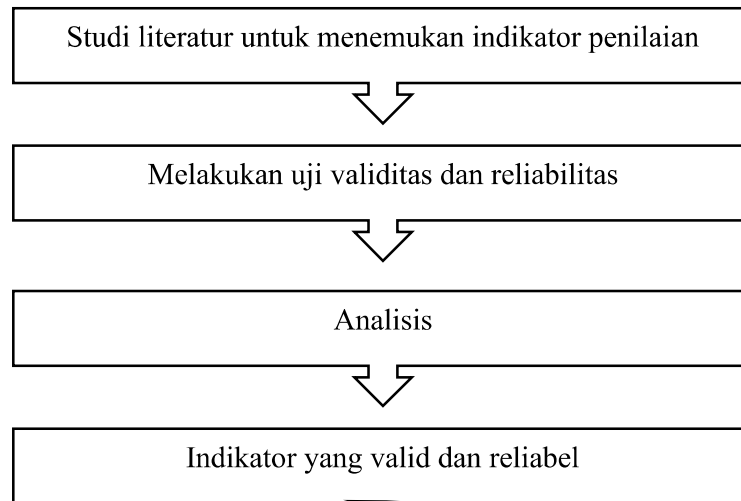 Studi literatur untuk menemukan indikator penilaian
Melakukan uji validitas dan reliabilitas
Analisis
Indikator yang valid dan reliabel